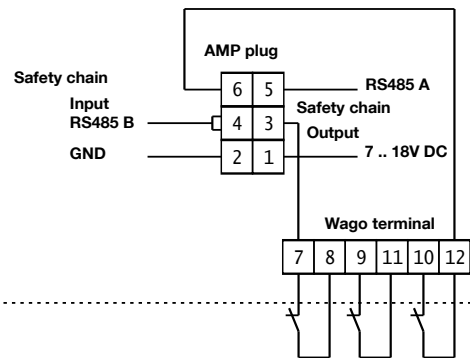 AMP plug
Safety chain
Input
6 5
RS485 A
RS485 B
4 3
Safety chain
Output
GND
2 1
7 .. 18V DC
Wago terminal
7 8 9 11 10 12